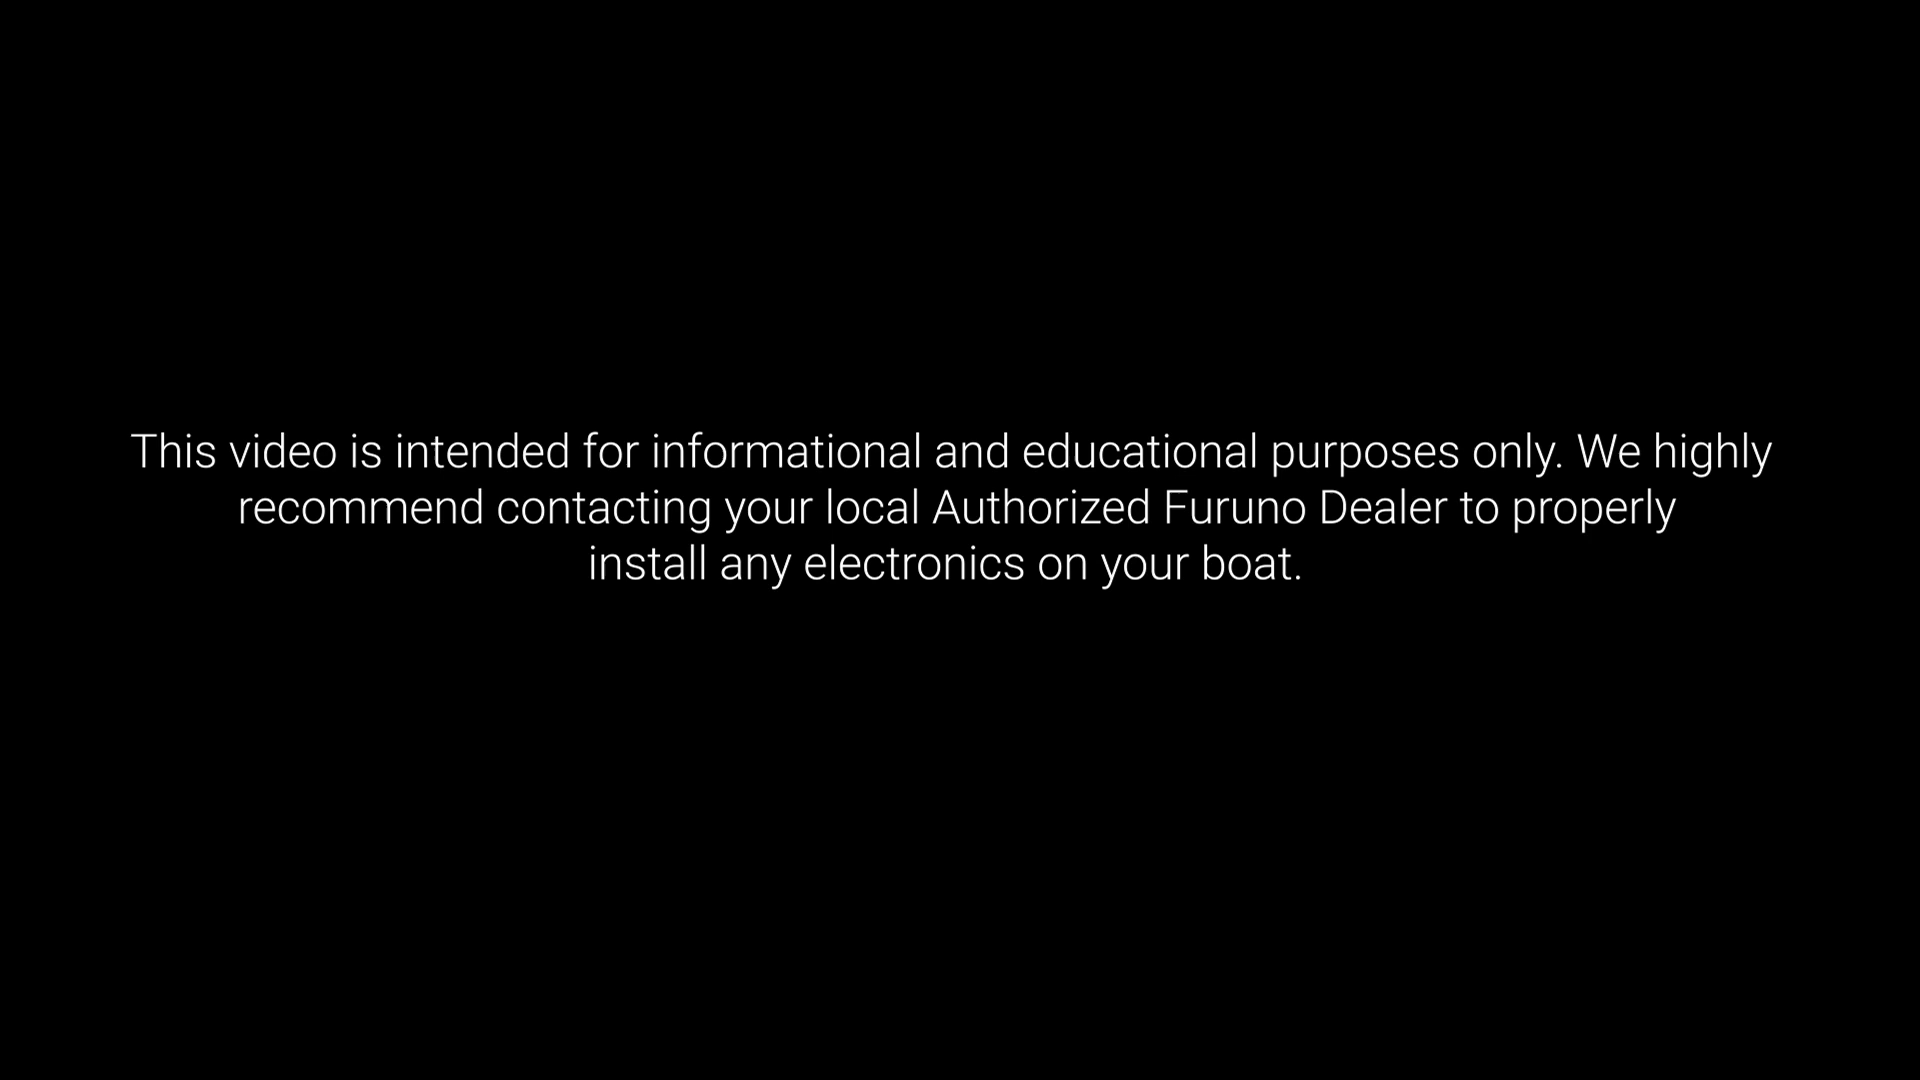 This video is intended for informational and educational purposes only. We highly
recommend contacting your local Authorized Furuno Dealer to properly
install any electronics on your boat.